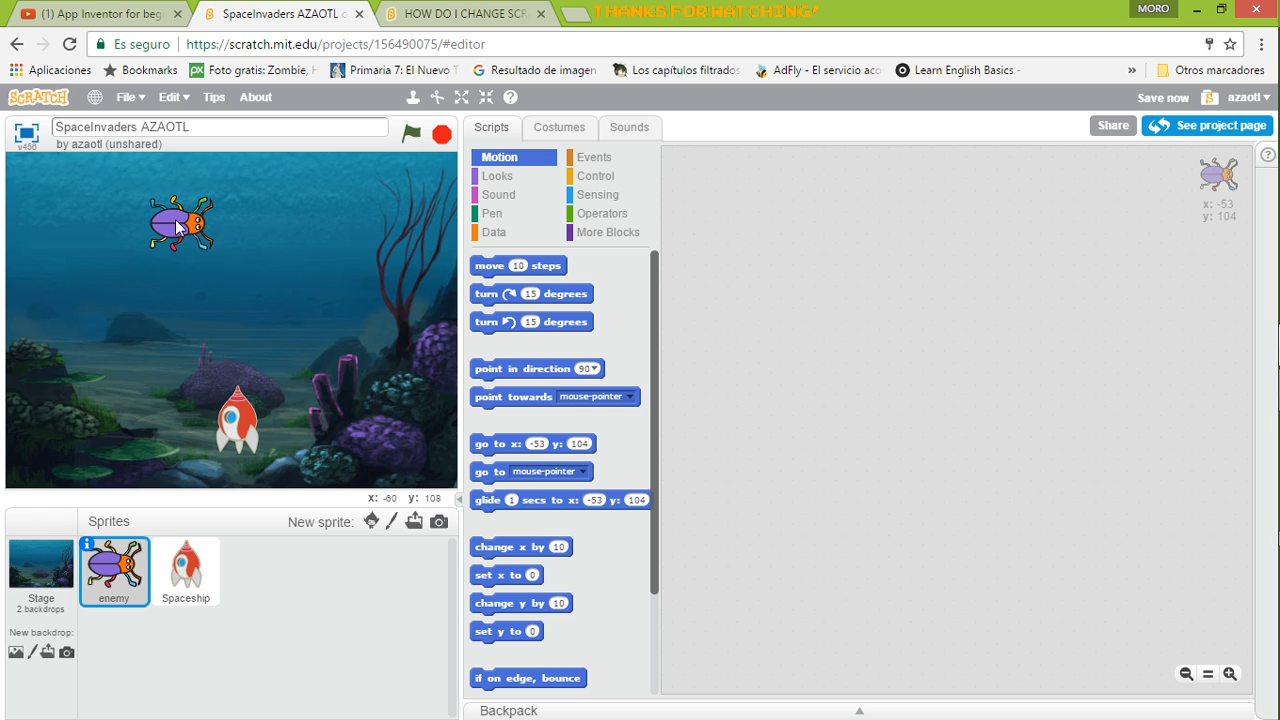 (1) App Inventor for begi
SpaceInvaders AZAOTL o
HOW DO I CHANGE SCR
THANKS FOR WATCHING
MORO
Es seguro
https://scratch.mit.edu/projects/156490075/#editor
Aplicaciones
Bookmarks
px
Foto gratis: Zombie, H
Primaria 7: El Nuevo T
Resultado de imagen
Los capítulos filtrados
AdFly - El servicio aco
Learn English Basics -
»
Otros marcadores
SCRATCH
File
Edit
Tips
About
Save now
azaotl
v456
SpaceInvaders AZAOTL
by azaotl (unshared)
Scripts
Costumes
Sounds
Share
See project page
Motion
Events
Looks
Control
Sound
Sensing
Pen
Operators
Data
More Blocks
x: -53
y: 104
move 10 steps
turn 15 degrees
turn 15 degrees
point in direction 90
point towards mouse-pointer
go to x: -53 y: 104
go to mouse-pointer
glide 1 secs to x: -53 y: 104
change x by 10
set x to 0
change y by 10
set y to 0
if on edge, bounce
x: -60 y: 108
Sprites
New sprite:
Stage
2 backdrops
New backdrop:
enemy
Spaceship
Backpack